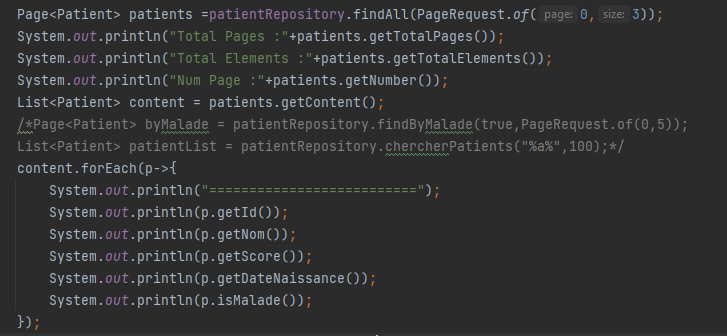 Page<Patient> patients =patientRepository.findAll(PageRequest.of( page: 0, size: 3));
System.out.println("Total Pages :"+patients.getTotalPages());
System.out.println("Total Elements :"+patients.getTotalElements());
System.out.println("Num Page :"+patients.getNumber());
List<Patient> content = patients.getContent();
/*Page<Patient> byMalade = patientRepository.findByMalade(true,PageRequest.of(0,5));
List<Patient> patientList = patientRepository.chercherPatients("%a%",100);*/
content.forEach(p->{
System.out.println("==========================");
System.out.println(p.getId());
System.out.println(p.getNom());
System.out.println(p.getScore());
System.out.println(p.getDateNaissance());
System.out.println(p.isMalade());
});